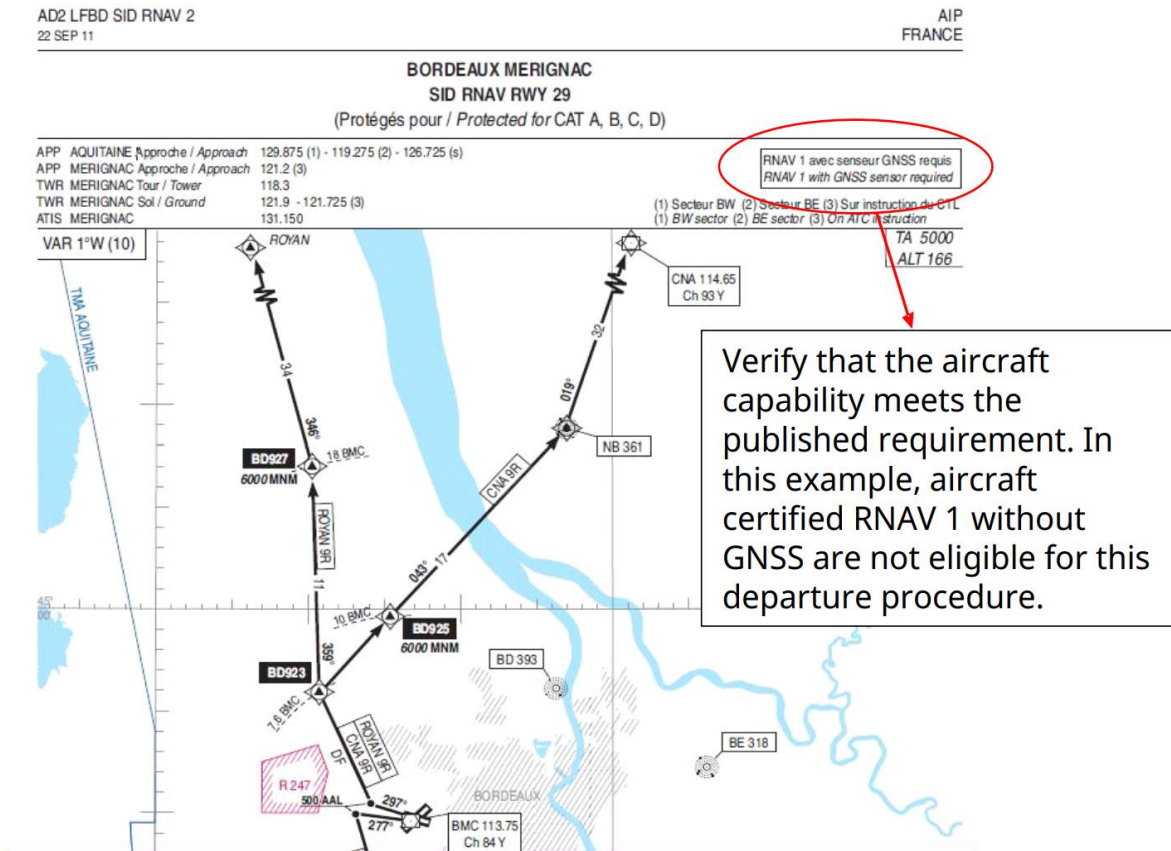 AD2 LFBD SID RNAV 2
22 SEP 11
AIP
FRANCE
BORDEAUX MERIGNAC
SID RNAV RWY 29
(Protégés pour / Protected for CAT A, B, C, D)
APP AQUITAINE Approche / Approach 129.875 (1) - 119.275 (2) - 126.725 (s)
APP MERIGNAC Approche / Approach 121.2 (3)
TWR MERIGNAC Tour / Tower 118.3
TWR MERIGNAC Sol / Ground 121.9 - 121.725 (3)
ATIS MERIGNAC 131.150
RNAV 1 avec senseur GNSS requis
RNAV 1 with GNSS sensor required
(1) Secteur BW (2) Secteur BE (3) Sur instruction du CTL
(1) BW sector (2) BE sector (3) On ATC instruction
VAR 1°W (10)
ROYAN
TA 5000
ALT 166
CNA 114.65
Ch 93 Y
TMA AQUITAINE
32
34
019°
346°
Verify that the aircraft
capability meets the
published requirement. In
this example, aircraft
certified RNAV 1 without
GNSS are not eligible for this
departure procedure.
NB 361
BD927
6000 MNM
18 BMC
CNA 9R
ROYAN 9R
043°
17
11
45°
00'
10 BMC
BD925
6000 MNM
359°
BD923
BD 393
7.6 BMC
ROYAN 9R
CNA 9R
DF
BE 318
R 247
500 AAL
297°
277°
BORDEAUX
BMC 113.75
Ch 84 Y